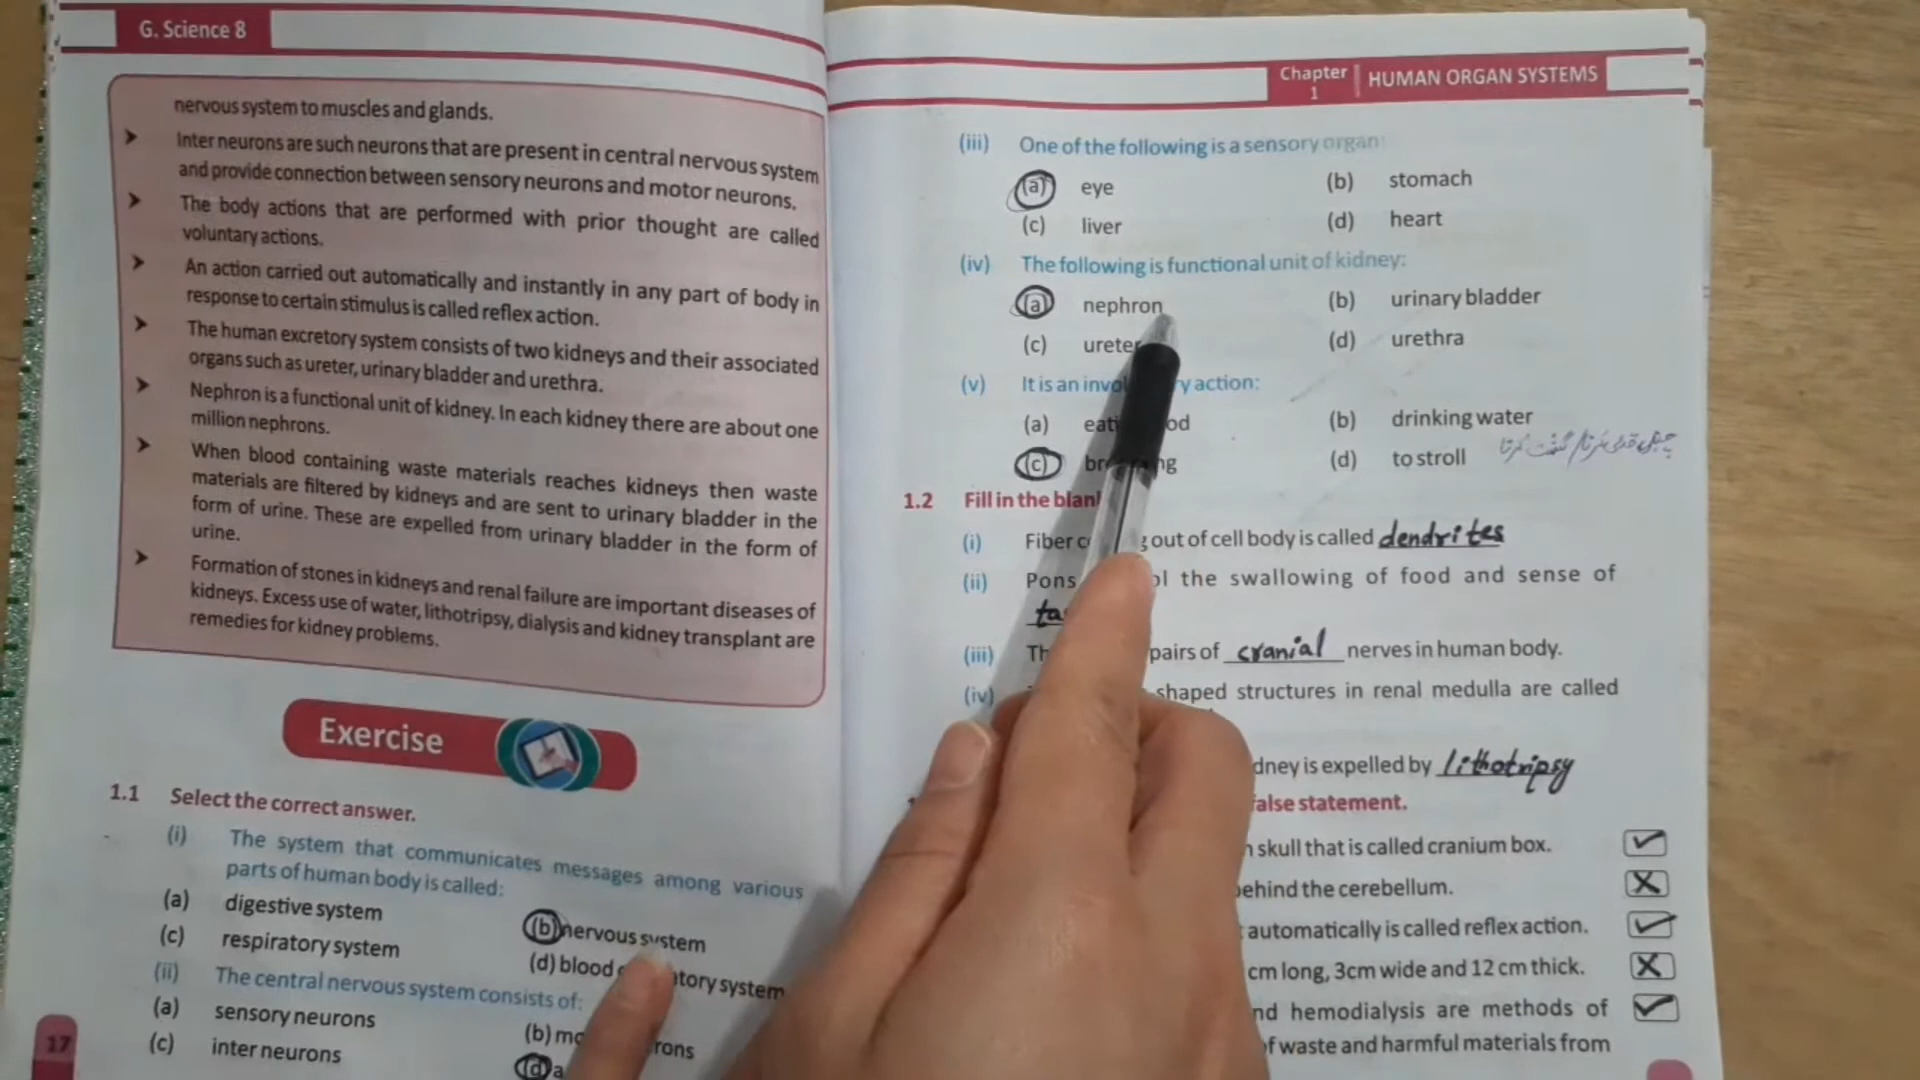 G. Science 8
nervous system to muscles and glands.
➤ Inter neurons are such neurons that are present in central nervous system
and provide connection between sensory neurons and motor neurons.
➤ The body actions that are performed with prior thought are called
voluntary actions.
➤ An action carried out automatically and instantly in any part of body in
response to certain stimulus is called reflex action.
➤ The human excretory system consists of two kidneys and their associated
organs such as ureter, urinary bladder and urethra.
➤ Nephron is a functional unit of kidney. In each kidney there are about one
million nephrons.
➤ When blood containing waste materials reaches kidneys then waste
materials are filtered by kidneys and are sent to urinary bladder in the
form of urine. These are expelled from urinary bladder in the form of
urine.
➤ Formation of stones in kidneys and renal failure are important diseases of
kidneys. Excess use of water, lithotripsy, dialysis and kidney transplant are
remedies for kidney problems.
Exercise
1.1 Select the correct answer.
(i) The system that communicates messages among various
parts of human body is called:
(a) digestive system (b) nervous system
(c) respiratory system (d) blood
(ii) The central nervous system consists of:
(a) sensory neurons (b)
(c) inter neurons (d)
17
Chapter
1
HUMAN ORGAN SYSTEMS
(iii) One of the following is a sensory organ:
(a) eye (b) stomach
(c) liver (d) heart
(iv) The following is functional unit of kidney:
(a) nephron (b) urinary bladder
(c) ureter (d) urethra
(v) It is an action:
(a) (b) drinking water
(c) (d) to stroll
1.2 Fill in the
(i) Fiber out of cell body is called dendrites
(ii) Pons the swallowing of food and sense of
(iii) pairs of cranial nerves in human body.
(iv) shaped structures in renal medulla are called
is expelled by lithotripsy
statement.
skull that is called cranium box. ✓
the cerebellum. X
automatically is called reflex action. ✓
cm long, 3cm wide and 12 cm thick. X
hemodialysis are methods of ✓
of waste and harmful materials from